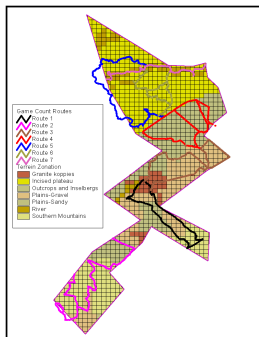 Game Count Routes
Route 1
Route 2
Route 3
Route 4
Route 5
Route 6
Route 7
Terrein Zonation
Granite koppies
Incised plateau
Outcrops and Inselbergs
Plains-Gravel
Plains-Sandy
River
Southern Mountains